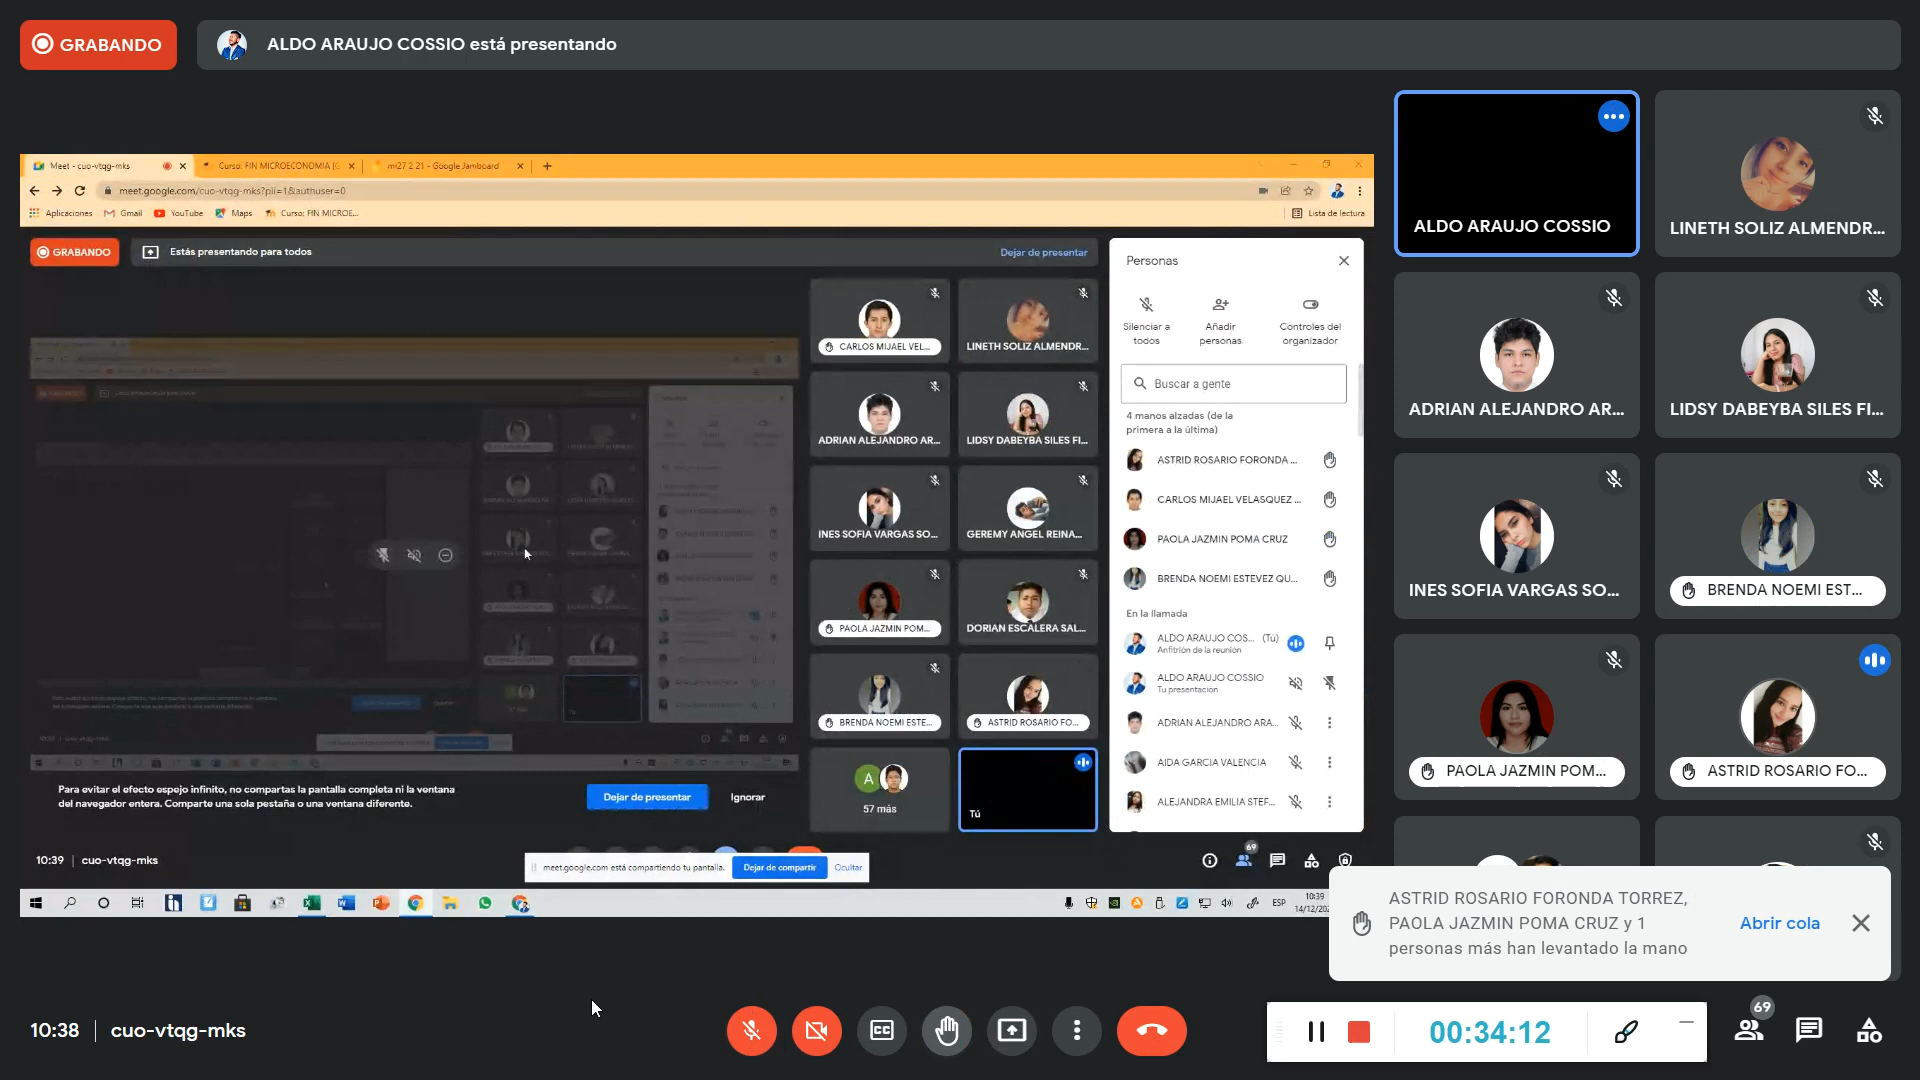 GRABANDO
ALDO ARAUJO COSSIO está presentando
Meet - cuo-vtqg-mks
Curso: FIN MICROECONOMIA (G
mi27 2 21 - Google Jamboard
meet.google.com/cuo-vtqg-mks?pli=1&authuser=0
Aplicaciones
Gmail
YouTube
Maps
Curso: FIN MICROE...
Lista de lectura
GRABANDO
Estás presentando para todos
Dejar de presentar
CARLOS MIJAEL VEL...
LINETH SOLIZ ALMENDR...
ADRIAN ALEJANDRO AR...
LIDSY DABEYBA SILES FI...
INES SOFIA VARGAS SO...
GEREMY ANGEL REINA...
PAOLA JAZMIN POM...
DORIAN ESCALERA SAL...
BRENDA NOEMI ESTE...
ASTRID ROSARIO FO...
A
57 más
Tú
Personas
Silenciar a todos
Añadir personas
Controles del organizador
Buscar a gente
4 manos alzadas (de la
primera a la última)
ASTRID ROSARIO FORONDA ...
CARLOS MIJAEL VELASQUEZ ...
PAOLA JAZMIN POMA CRUZ
BRENDA NOEMI ESTEVEZ QU...
En la llamada
ALDO ARAUJO COS... (Tú)
Anfitrión de la reunión
ALDO ARAUJO COSSIO
Tu presentación
ADRIAN ALEJANDRO ARA...
AIDA GARCIA VALENCIA
ALEJANDRA EMILIA STEF...
Para evitar el efecto espejo infinito, no compartas la pantalla completa ni la ventana
del navegador entera. Comparte una sola pestaña o una ventana diferente.
Dejar de presentar
Ignorar
10:39 | cuo-vtqg-mks
meet.google.com está compartiendo tu pantalla.
Dejar de compartir
Ocultar
69
ESP
10:39
14/12/202
ALDO ARAUJO COSSIO
LINETH SOLIZ ALMENDR...
ADRIAN ALEJANDRO AR...
LIDSY DABEYBA SILES FI...
INES SOFIA VARGAS SO...
BRENDA NOEMI EST...
PAOLA JAZMIN POM...
ASTRID ROSARIO FO...
ASTRID ROSARIO FORONDA TORREZ,
PAOLA JAZMIN POMA CRUZ y 1
personas más han levantado la mano
Abrir cola
10:38 | cuo-vtqg-mks
CC
00:34:12
69